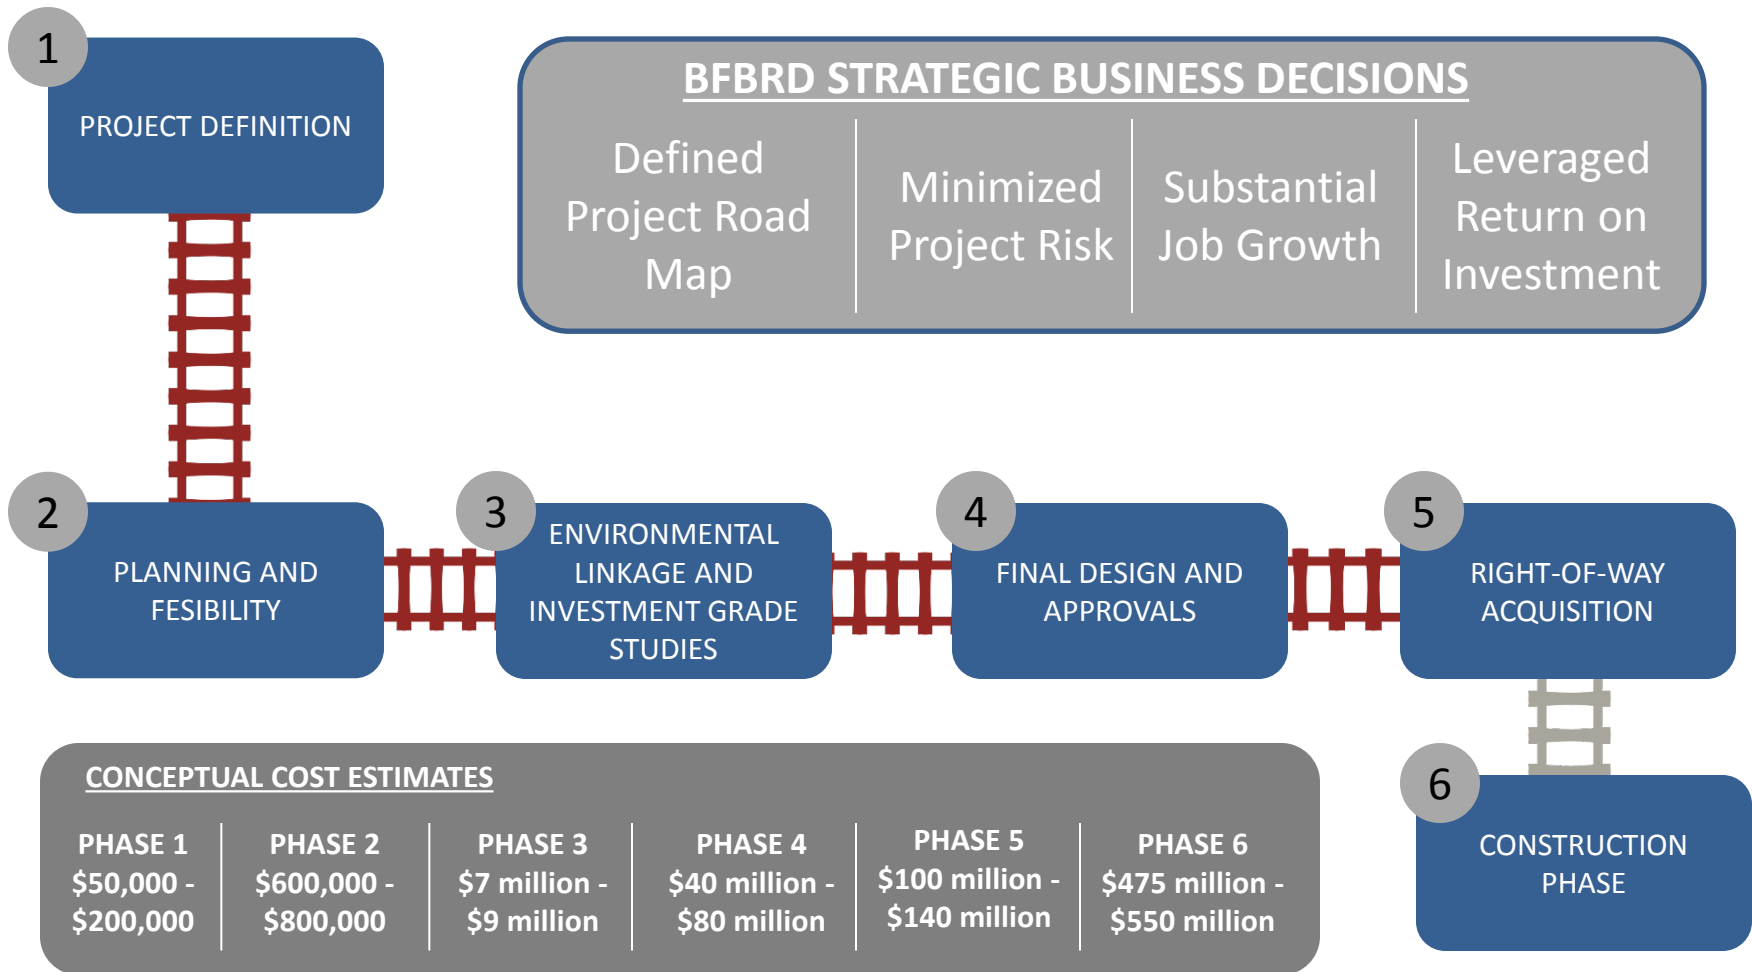 1
PROJECT DEFINITION
BFBRD STRATEGIC BUSINESS DECISIONS
Defined
Project Road
Map
Minimized
Project Risk
Substantial
Job Growth
Leveraged
Return on
Investment
2
PLANNING AND
FESIBILITY
3
ENVIRONMENTAL
LINKAGE AND
INVESTMENT GRADE
STUDIES
4
FINAL DESIGN AND
APPROVALS
5
RIGHT-OF-WAY
ACQUISITION
6
CONSTRUCTION
PHASE
CONCEPTUAL COST ESTIMATES
PHASE 1
$50,000 -
$200,000
PHASE 2
$600,000 -
$800,000
PHASE 3
$7 million -
$9 million
PHASE 4
$40 million -
$80 million
PHASE 5
$100 million -
$140 million
PHASE 6
$475 million -
$550 million